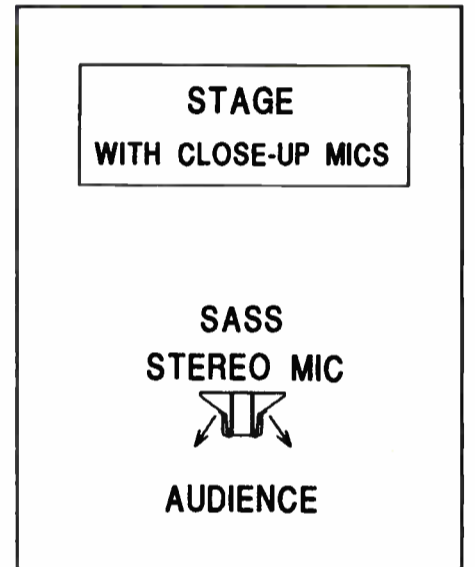 STAGE
WITH CLOSE-UP MICS
SASS
STEREO MIC
AUDIENCE